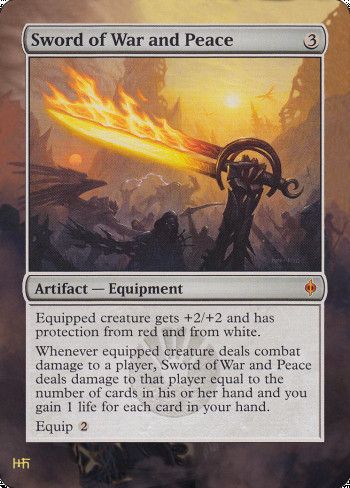 Sword of War and Peace 3
Artifact — Equipment
Equipped creature gets +2/+2 and has
protection from red and from white.
Whenever equipped creature deals combat
damage to a player, Sword of War and Peace
deals damage to that player equal to the
number of cards in his or her hand and you
gain 1 life for each card in your hand.
Equip 2